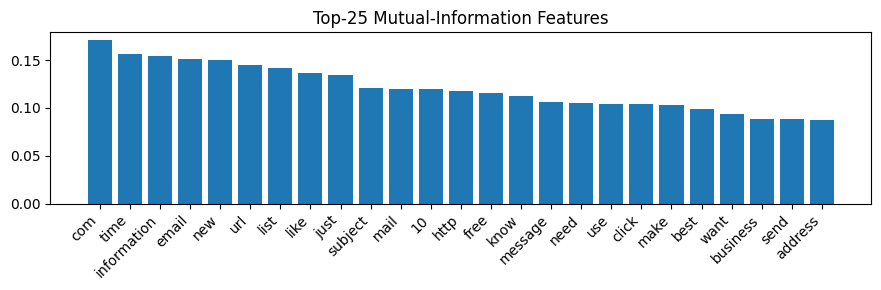 Top-25 Mutual-Information Features
0.15
0.10
0.05
0.00
com
time
information
email
new
url
list
like
just
subject
mail
10
http
free
know
message
need
use
click
make
best
want
business
send
address